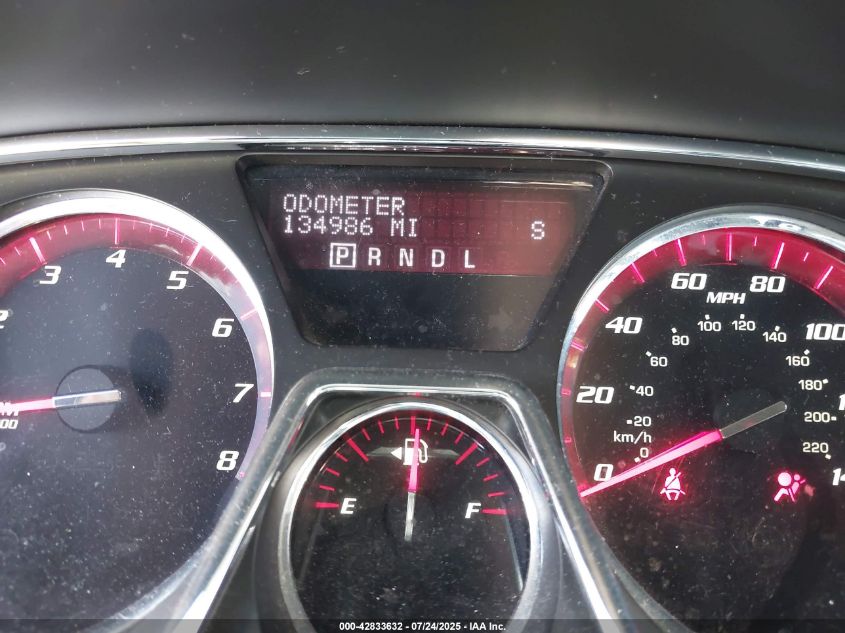 ODOMETER
134986 MI S
P R N D L
2 3 4 5 6 7 8
E F
0 20 40 60 80 100
MPH
km/h
0 20 40 60 80 100 120 140 160 180 200 220
000-42833632 - 07/24/2025 - IAA Inc.